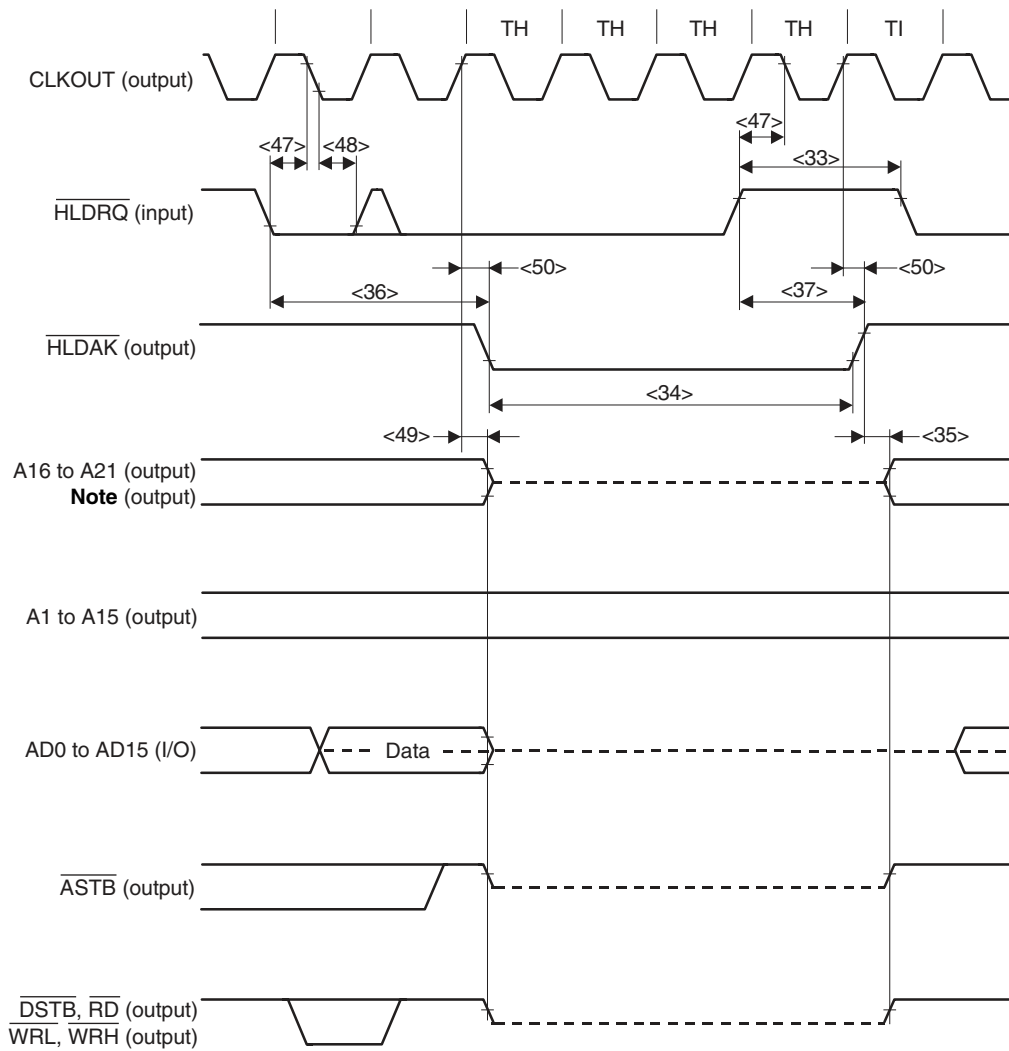 TH TH TH TH TI
CLKOUT (output)
<47>
<47> <48> <33>
HLDRQ (input)
<50> <50>
<36> <37>
HLDAK (output)
<34>
<49> <35>
A16 to A21 (output)
Note (output)
A1 to A15 (output)
AD0 to AD15 (I/O) Data
ASTB (output)
DSTB, RD (output)
WRL, WRH (output)